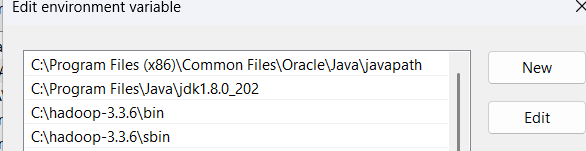 Edit environment variable
C:\Program Files (x86)\Common Files\Oracle\Java\javapath
New
C:\Program Files\Java\jdk1.8.0_202
C:\hadoop-3.3.6\bin
Edit
C:\hadoop-3.3.6\sbin